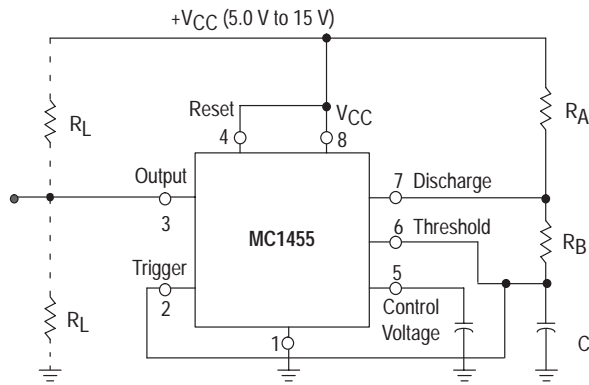 +VCC (5.0 V to 15 V)
Reset
VCC
4
8
RL
RA
Output
3
7 Discharge
6 Threshold
MC1455
RB
Trigger
2
5
Control
Voltage
RL
1
C